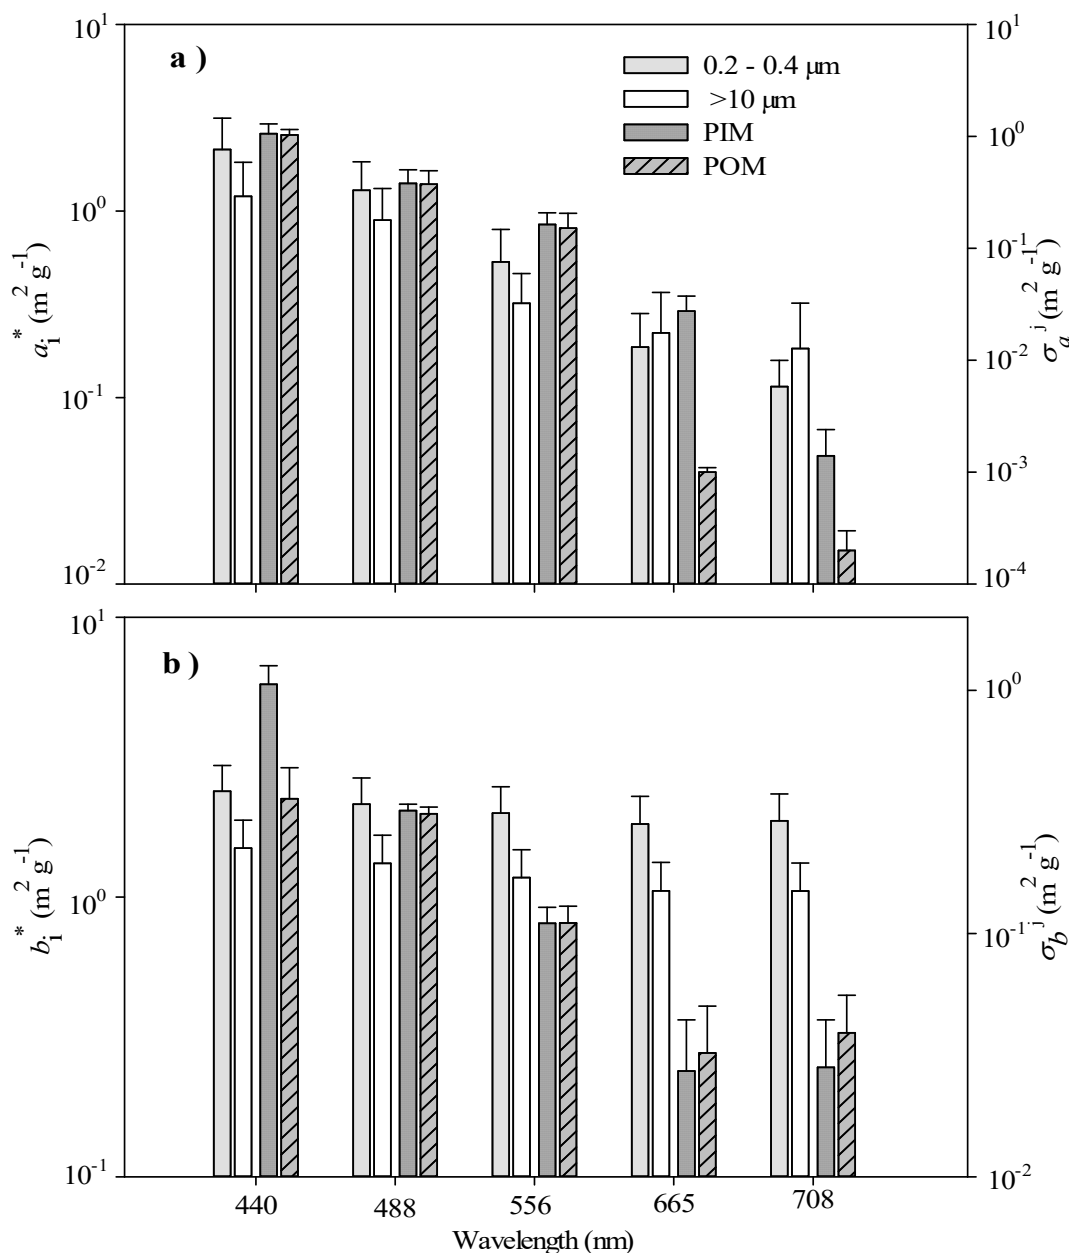 a )
0.2 - 0.4 µm
>10 µm
PIM
POM
10^1
10^0
10^-1
10^-2
a_i^* (m^2 g^-1)
10^1
10^0
10^-1
10^-2
10^-3
10^-4
σ_a^j (m^2 g^-1)
b )
10^1
10^0
10^-1
b_i^* (m^2 g^-1)
10^0
10^-1
10^-2
σ_b^j (m^2 g^-1)
440 488 556 665 708
Wavelength (nm)